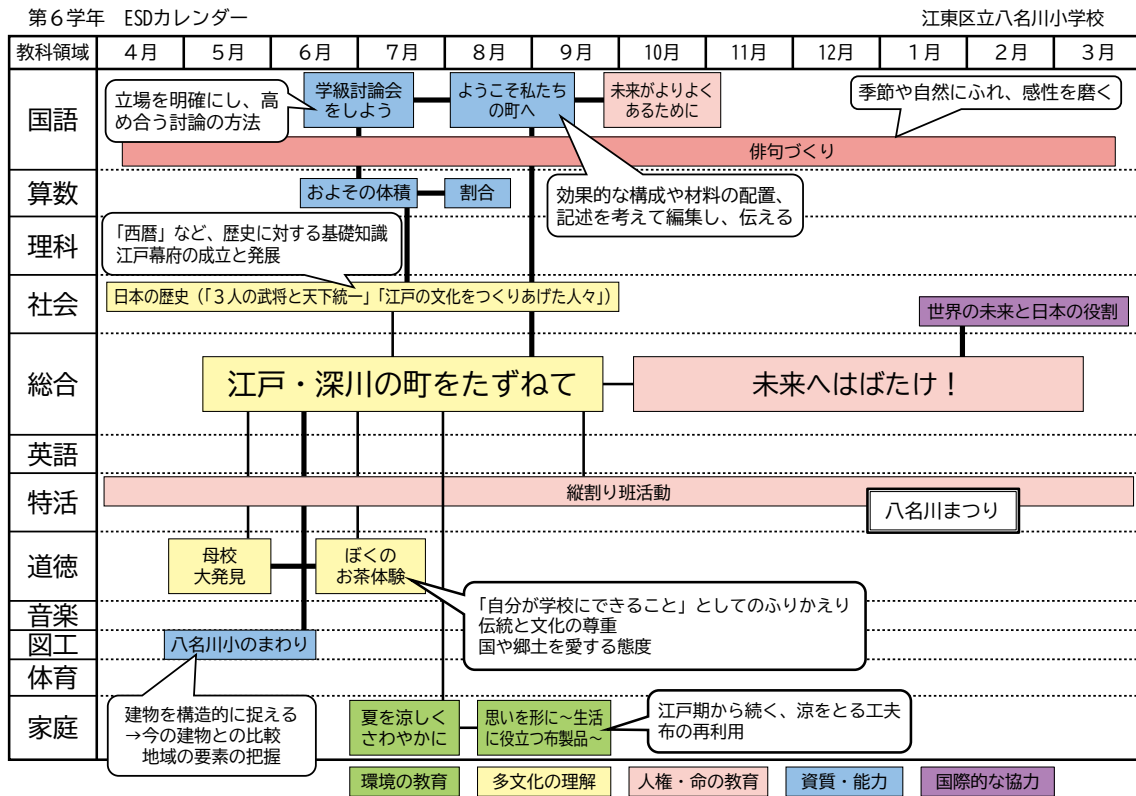 第６学年　ESDカレンダー
江東区立八名川小学校
教科領域 ４月 ５月 ６月 ７月 ８月 ９月 10月 11月 12月 １月 ２月 ３月
国語
立場を明確にし、高
め合う討論の方法
学級討論会
をしよう
ようこそ私たち
の町へ
未来がよりよく
あるために
季節や自然にふれ、感性を磨く
俳句づくり
効果的な構成や材料の配置、
記述を考えて編集し、伝える
算数
およその体積
割合
理科
「西暦」など、歴史に対する基礎知識
江戸幕府の成立と発展
社会
日本の歴史（「３人の武将と天下統一」「江戸の文化をつくりあげた人々」）
世界の未来と日本の役割
総合
江戸・深川の町をたずねて
未来へはばたけ！
英語
特活
縦割り班活動
八名川まつり
道徳
母校
大発見
ぼくの
お茶体験
「自分が学校にできること」としてのふりかえり
伝統と文化の尊重
国や郷土を愛する態度
音楽
図工
八名川小のまわり
体育
建物を構造的に捉える
→今の建物との比較
地域の要素の把握
家庭
夏を涼しく
さわやかに
思いを形に～生活
に役立つ布製品～
江戸期から続く、涼をとる工夫
布の再利用
環境の教育
多文化の理解
人権・命の教育
資質・能力
国際的な協力